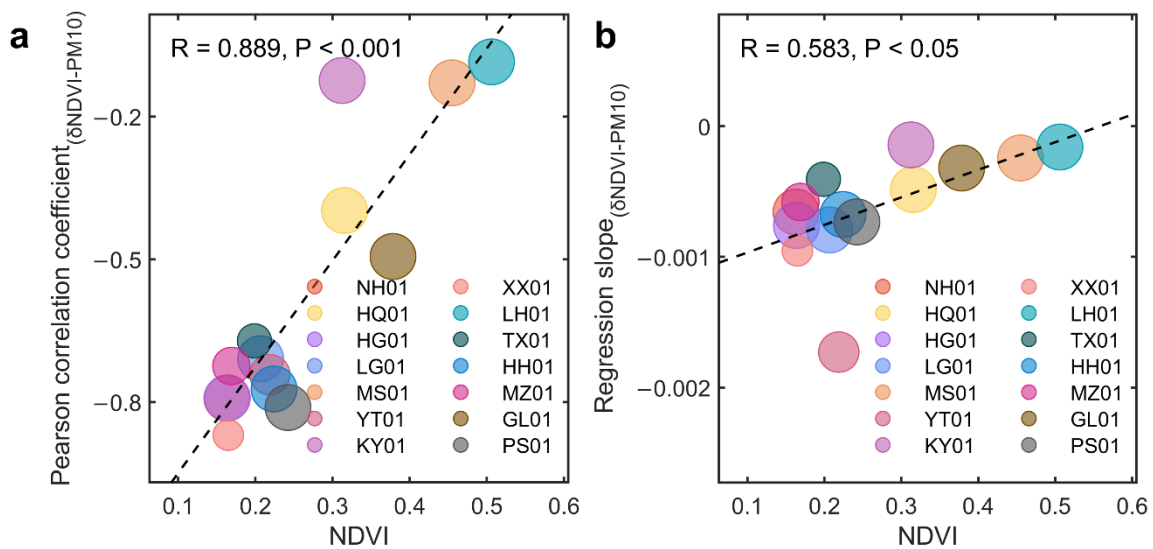 a
R = 0.889, P < 0.001
Pearson correlation coefficient(δNDVI-PM10)
−0.2
−0.5
−0.8
NH01 XX01
HQ01 LH01
HG01 TX01
LG01 HH01
MS01 MZ01
YT01 GL01
KY01 PS01
0.1 0.2 0.3 0.4 0.5 0.6
NDVI
b
R = 0.583, P < 0.05
Regression slope(δNDVI-PM10)
0
−0.001
−0.002
NH01 XX01
HQ01 LH01
HG01 TX01
LG01 HH01
MS01 MZ01
YT01 GL01
KY01 PS01
0.1 0.2 0.3 0.4 0.5 0.6
NDVI